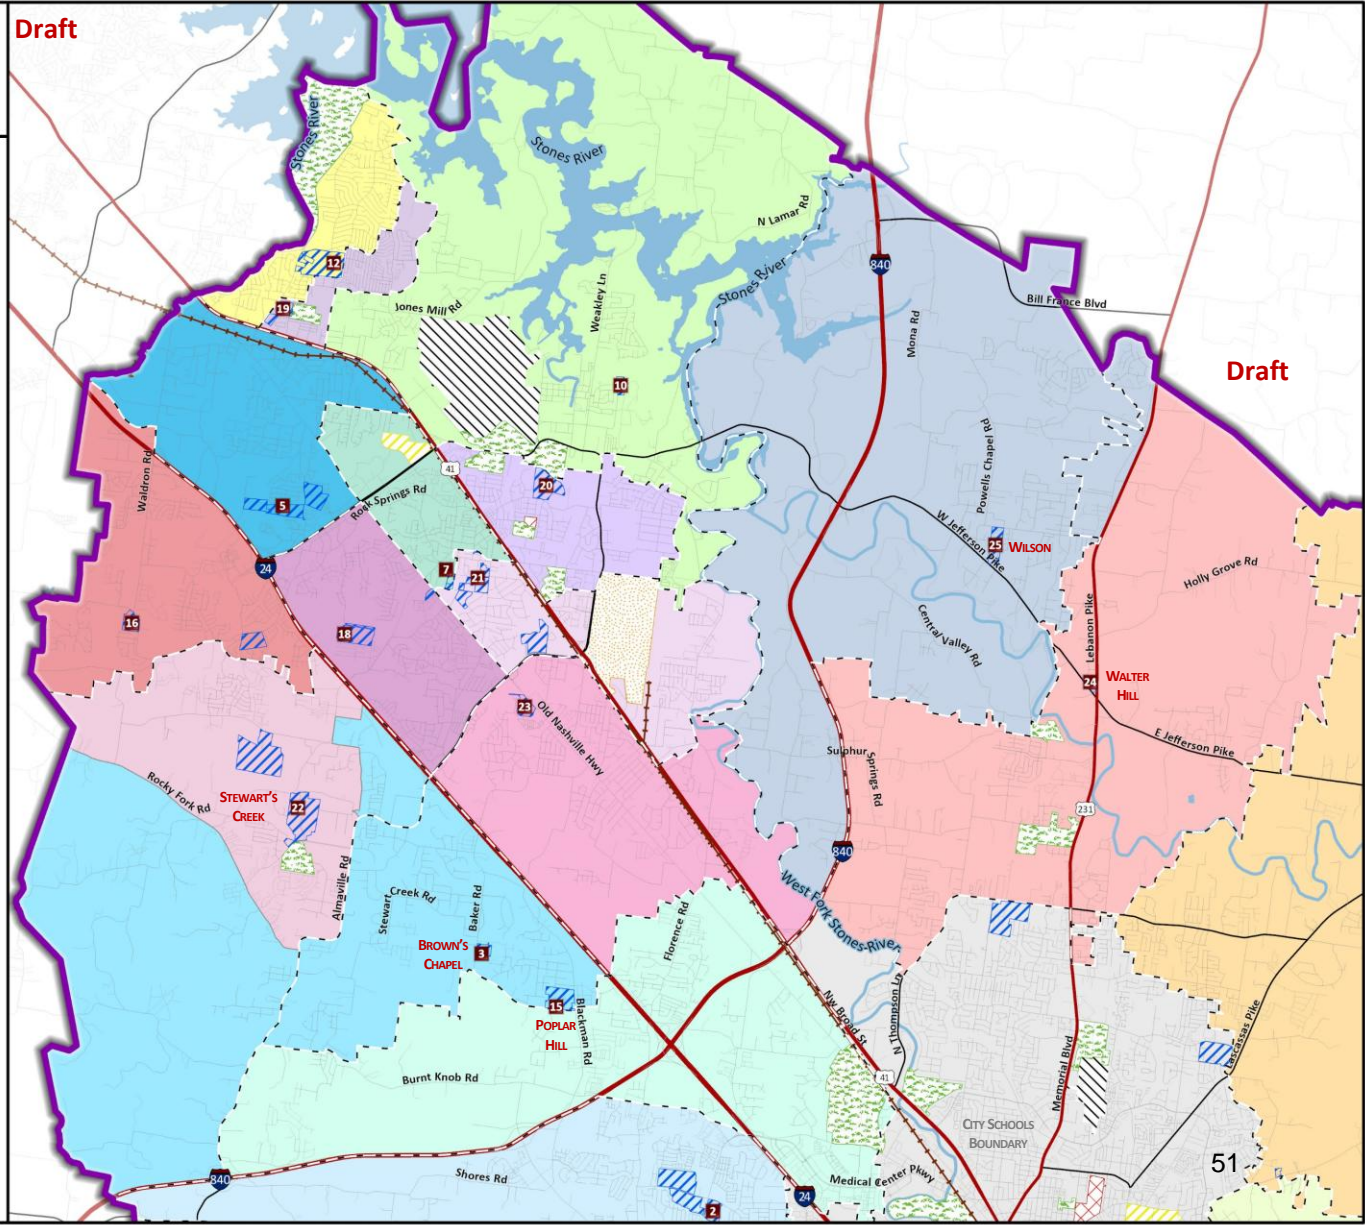 Draft
Stones River
Stones River
N Lamar Rd
12
840
Stones River
Bill France Blvd
19
Jones Mill Rd
Weakley Ln
Mona Rd
Draft
10
41
Waldron Rd
Powells Chapel Rd
20
5
Rock Springs Rd
W Jefferson Pike
25
WILSON
24
7
21
Holly Grove Rd
16
18
Central Valley Rd
Lebanon Pike
24
WALTER
HILL
23
Old Nashville Hwy
E Jefferson Pike
Sulphur Springs Rd
Rocky Fork Rd
STEWART'S
CREEK
22
231
840
Almaville Rd
Stewart Creek Rd
Baker Rd
Florence Rd
West Fork Stones River
BROWN'S
CHAPEL
3
15
POPLAR
HILL
Blackman Rd
NW Broad St
N Thompson Ln
Lascassas Pike
Memorial Blvd
Burnt Knob Rd
41
CITY SCHOOLS
BOUNDARY
51
840
Shores Rd
Medical Center Pkwy
24
2